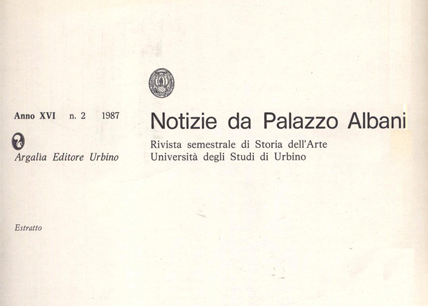 Anno XVI n. 2 1987
Argalia Editore Urbino
Estratto
Notizie da Palazzo Albani
Rivista semestrale di Storia dell'Arte
Università degli Studi di Urbino